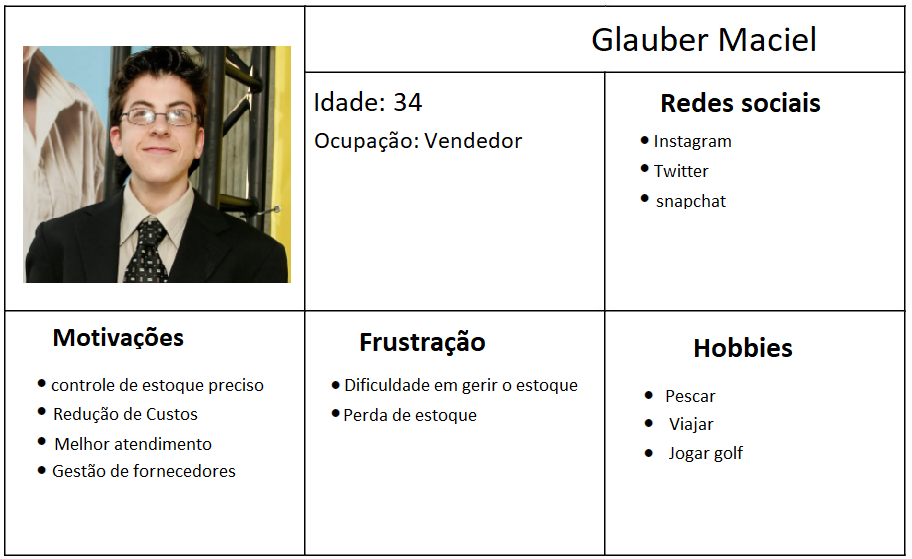 Glauber Maciel
Idade: 34
Ocupação: Vendedor
Redes sociais
• Instagram
• Twitter
• snapchat
Motivações
• controle de estoque preciso
• Redução de Custos
• Melhor atendimento
• Gestão de fornecedores
Frustração
• Dificuldade em gerir o estoque
• Perda de estoque
Hobbies
• Pescar
• Viajar
• Jogar golf